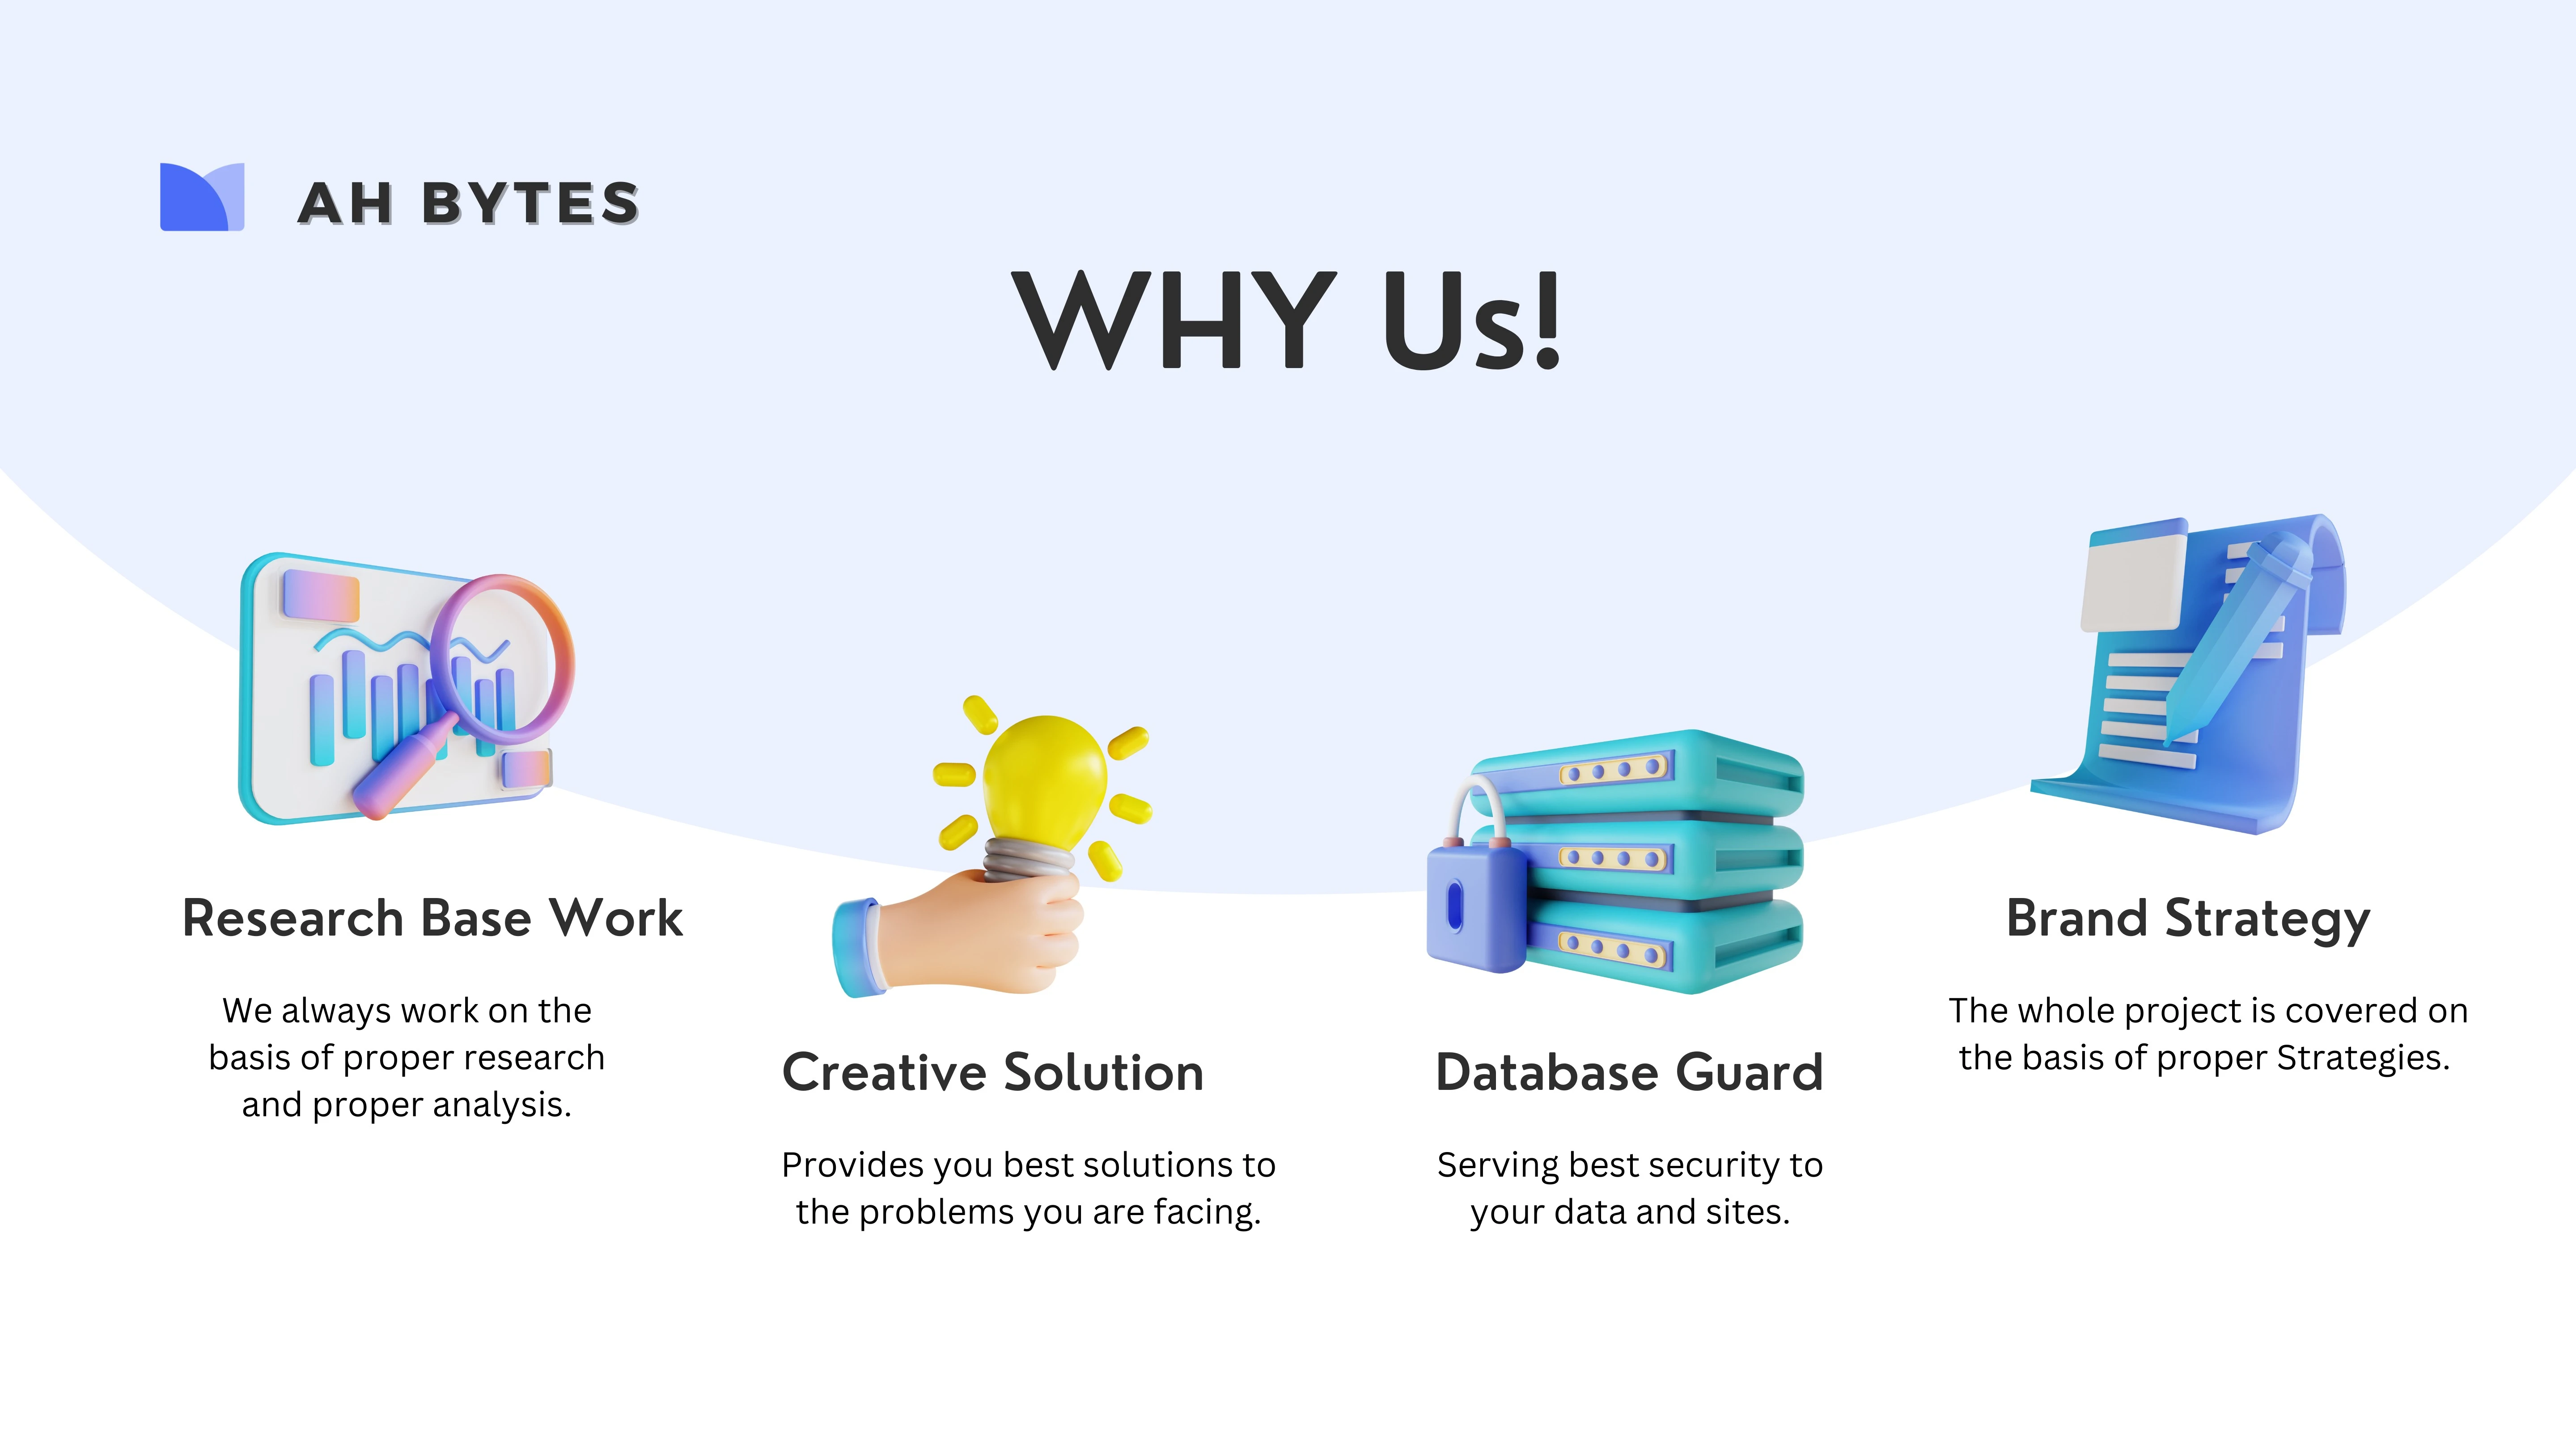 AH BYTES
WHY Us!
Research Base Work
We always work on the
basis of proper research
and proper analysis.
Creative Solution
Provides you best solutions to
the problems you are facing.
Database Guard
Serving best security to
your data and sites.
Brand Strategy
The whole project is covered on
the basis of proper Strategies.